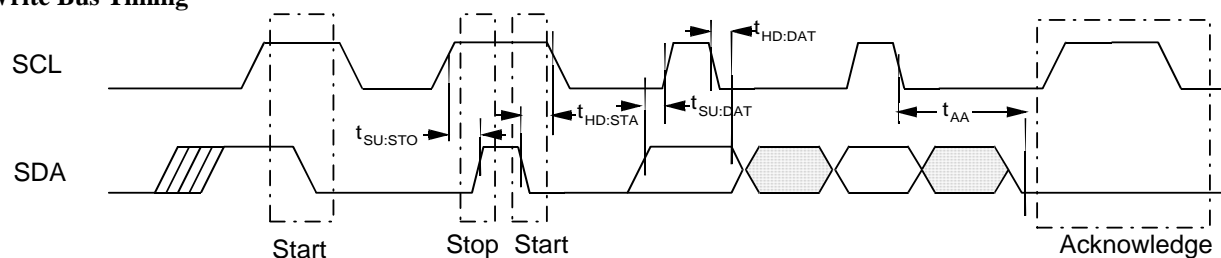 Write Bus Timing
SCL
tHD:DAT
tSU:STO
tHD:STA
tSU:DAT
tAA
SDA
Start
Stop
Start
Acknowledge